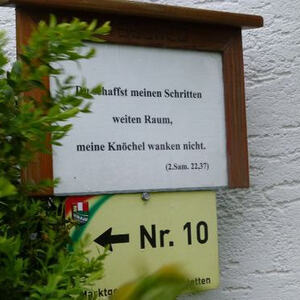 Du schaffst meinen Schritten
weiten Raum,
meine Knöchel wanken nicht.
(2.Sam. 22,37)
← Nr. 10